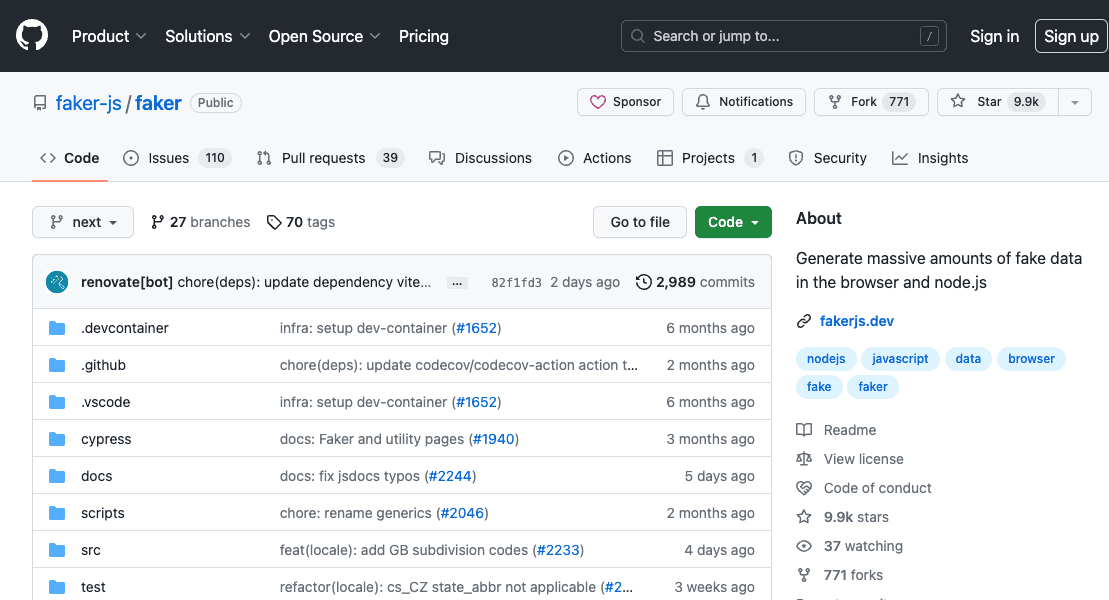 Product Solutions Open Source Pricing Search or jump to... / Sign in Sign up
faker-js / faker Public Sponsor Notifications Fork 771 Star 9.9k
Code Issues 110 Pull requests 39 Discussions Actions Projects 1 Security Insights
next 27 branches 70 tags Go to file Code
renovate[bot] chore(deps): update dependency vite... ... 82f1fd3 2 days ago 2,989 commits
.devcontainer infra: setup dev-container (#1652) 6 months ago
.github chore(deps): update codecov/codecov-action action t... 2 months ago
.vscode infra: setup dev-container (#1652) 6 months ago
cypress docs: Faker and utility pages (#1940) 3 months ago
docs docs: fix jsdocs typos (#2244) 5 days ago
scripts chore: rename generics (#2046) 2 months ago
src feat(locale): add GB subdivision codes (#2233) 4 days ago
test refactor(locale): cs_CZ state_abbr not applicable (#2... 3 weeks ago
About
Generate massive amounts of fake data
in the browser and node.js
fakerjs.dev
nodejs javascript data browser
fake faker
Readme
View license
Code of conduct
9.9k stars
37 watching
771 forks